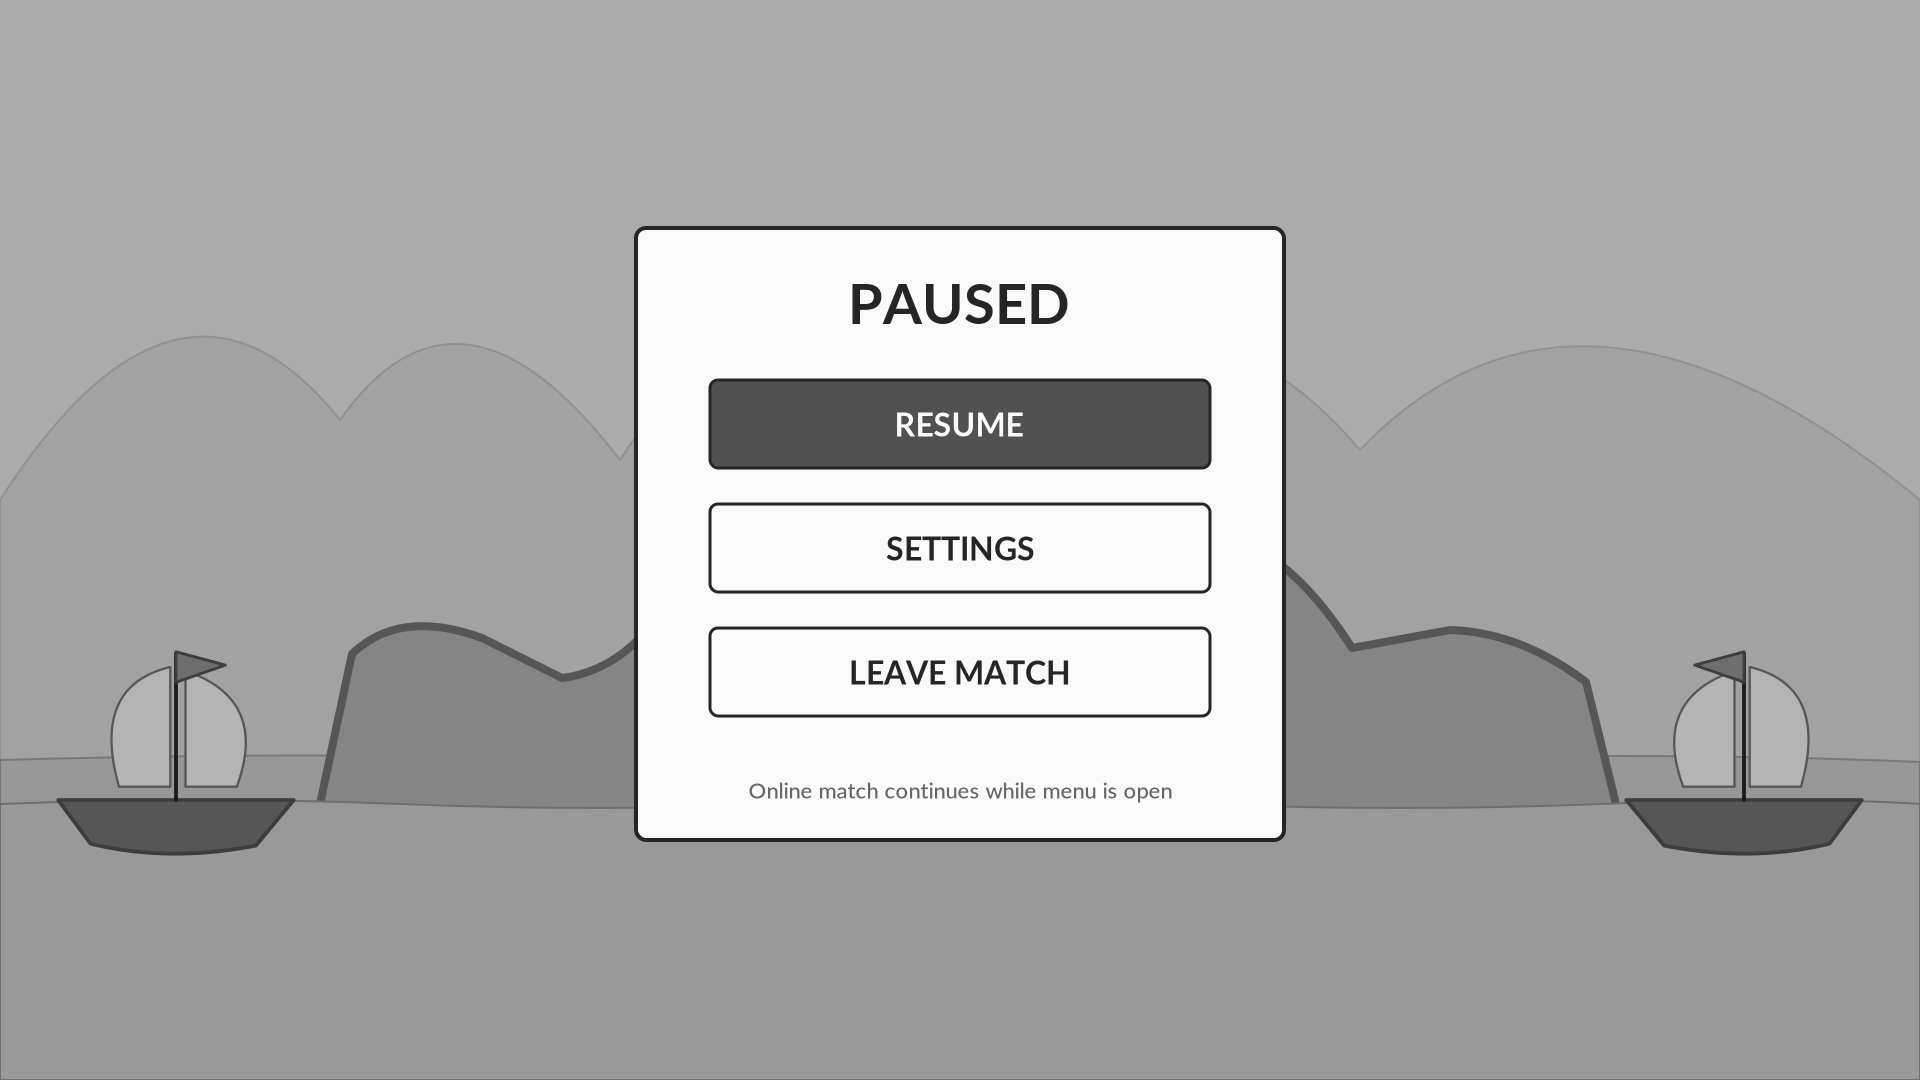 PAUSED
RESUME
SETTINGS
LEAVE MATCH
Online match continues while menu is open